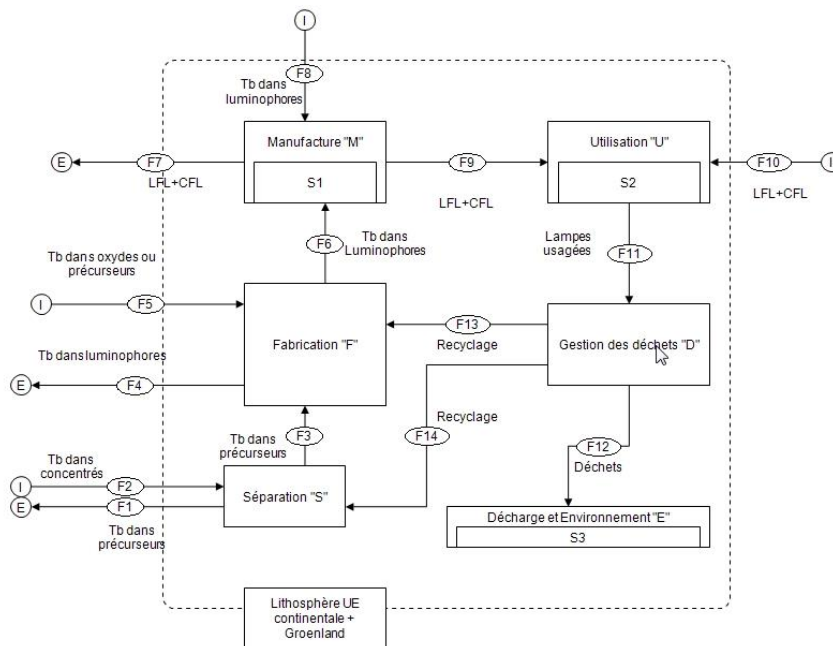 I
F8
Tb dans
luminophores
Manufacture "M"
S1
Utilisation "U"
S2
E
F7
LFL+CFL
F9
LFL+CFL
F10
I
LFL+CFL
F6
Tb dans
Luminophores
Lampes
usagées
F11
Tb dans oxydes ou
précurseurs
I
F5
Fabrication "F"
F13
Recyclage
Gestion des déchets "D"
Tb dans luminophores
E
F4
Recyclage
F14
Tb dans
précurseurs
F3
F12
Déchets
Tb dans
concentrés
I
F2
E
F1
Tb dans
précurseurs
Séparation "S"
Décharge et Environnement "E"
S3
Lithosphère UE
continentale +
Groenland